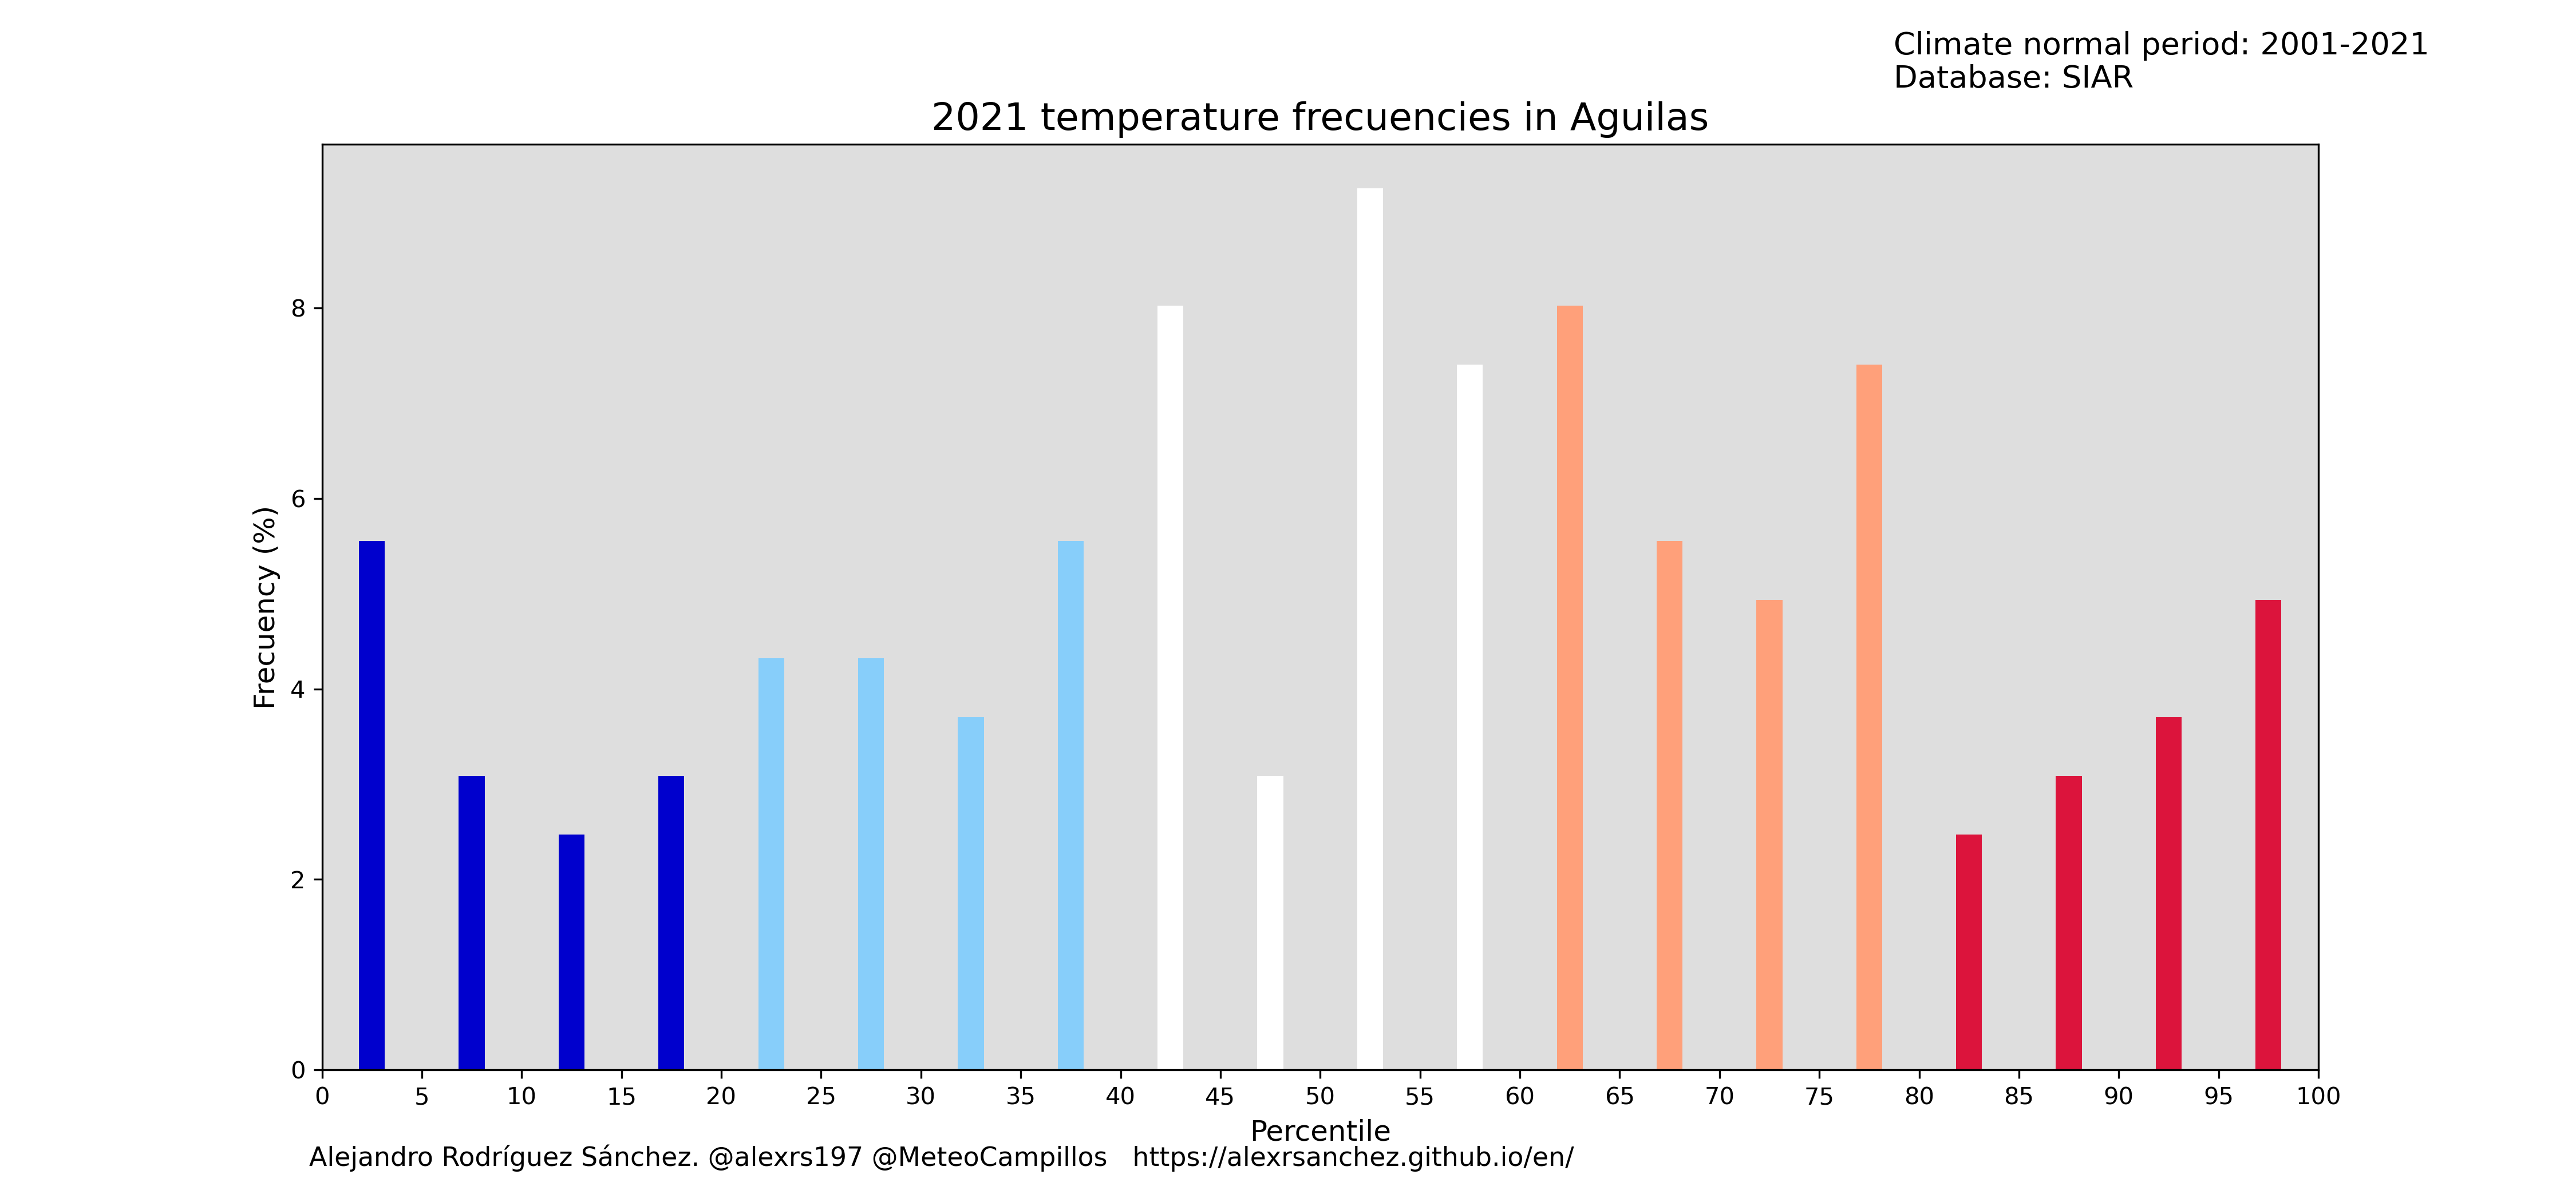 Climate normal period: 2001-2021
Database: SIAR
2021 temperature frecuencies in Aguilas
Frecuency (%)
8
6
4
2
0
0 5 10 15 20 25 30 35 40 45 50 55 60 65 70 75 80 85 90 95 100
Percentile
Alejandro Rodríguez Sánchez. @alexrs197 @MeteoCampillos https://alexrsanchez.github.io/en/